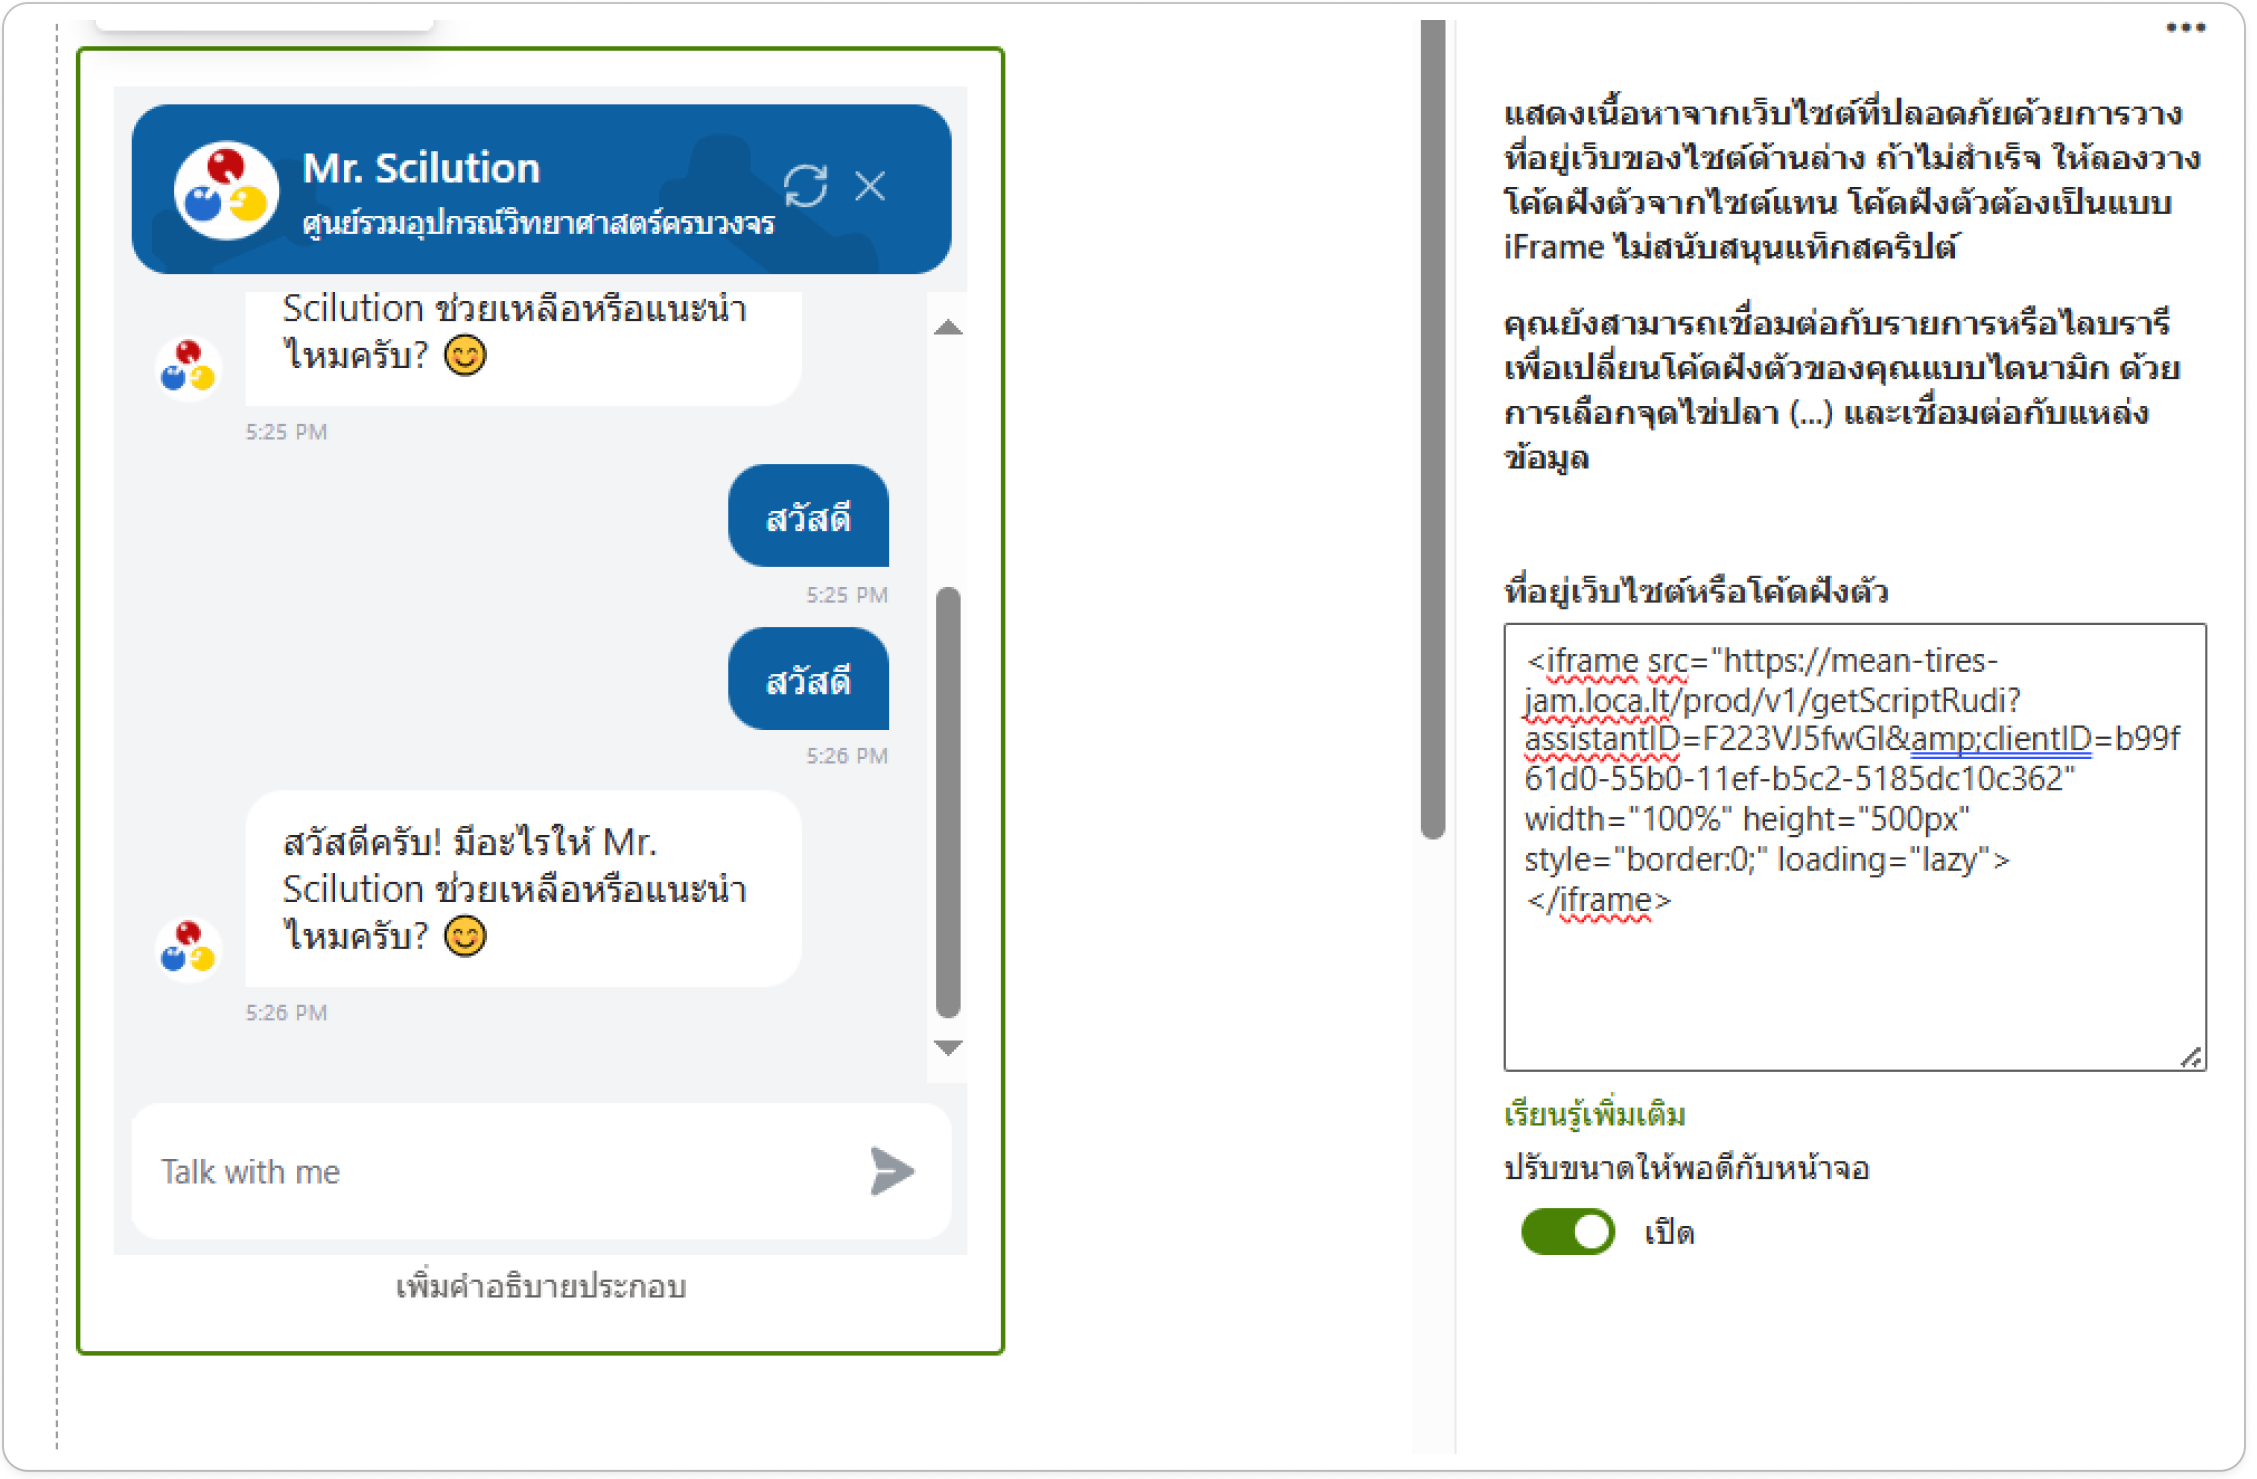 Mr. Scilution
ศูนย์รวมอุปกรณ์วิทยาศาสตร์ครบวงจร
Scilution ช่วยเหลือหรือแนะนำ
ไหมครับ? 😊
5:25 PM
สวัสดี
5:25 PM
สวัสดี
5:26 PM
สวัสดีครับ! มีอะไรให้ Mr.
Scilution ช่วยเหลือหรือแนะนำ
ไหมครับ? 😊
5:26 PM
Talk with me
เพิ่มคำอธิบายประกอบ
แสดงเนื้อหาจากเว็บไซต์ที่ปลอดภัยด้วยการวาง
ที่อยู่เว็บของไซต์ด้านล่าง ถ้าไม่สำเร็จ ให้ลองวาง
โค้ดฝังตัวจากไซต์แทน โค้ดฝังตัวต้องเป็นแบบ
iFrame ไม่สนับสนุนแท็กสคริปต์
คุณยังสามารถเชื่อมต่อกับรายการหรือไลบรารี
เพื่อเปลี่ยนโค้ดฝังตัวของคุณแบบไดนามิก ด้วย
การเลือกจุดไข่ปลา (...) และเชื่อมต่อกับแหล่ง
ข้อมูล
ที่อยู่เว็บไซต์หรือโค้ดฝังตัว
<iframe src="https://mean-tires-
jam.loca.lt/prod/v1/getScriptRudi?
assistantID=F223VJ5fwGI&amp;clientID=b99f
61d0-55b0-11ef-b5c2-5185dc10c362"
width="100%" height="500px"
style="border:0;" loading="lazy">
</iframe>
เรียนรู้เพิ่มเติม
ปรับขนาดให้พอดีกับหน้าจอ
เปิด